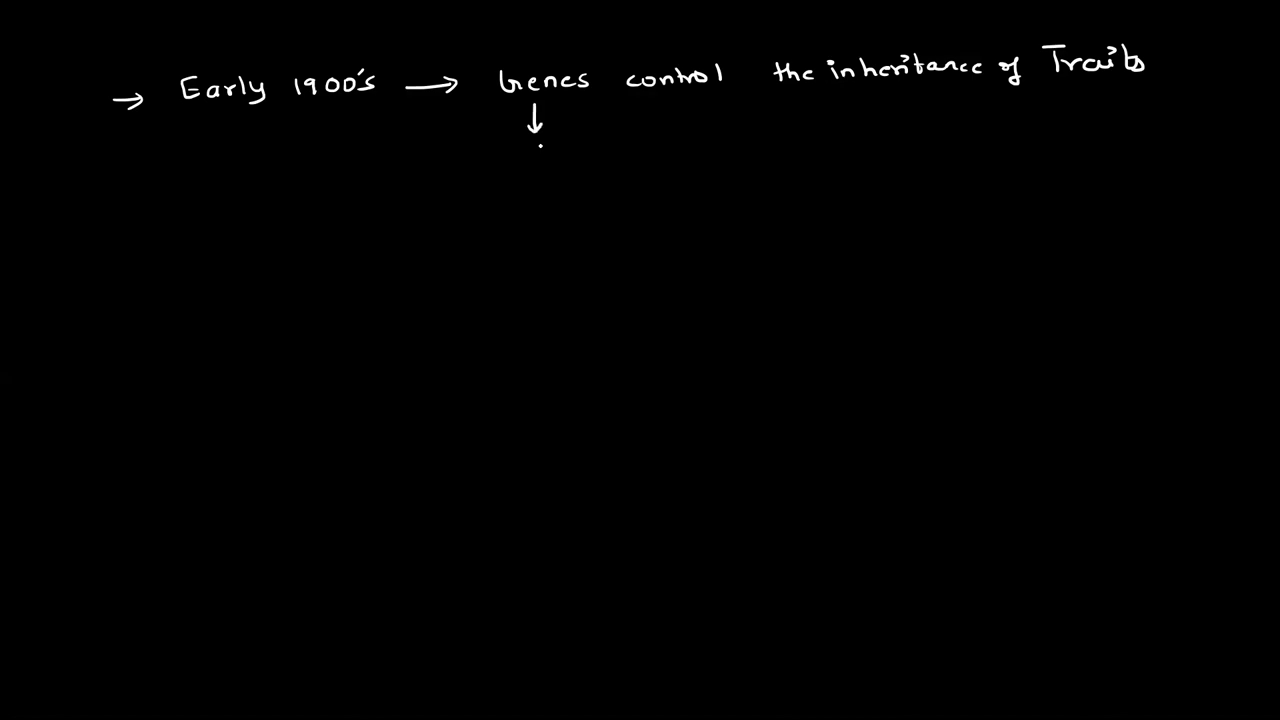 → Early 1900's → Genes control the inheritance of Traits
↓